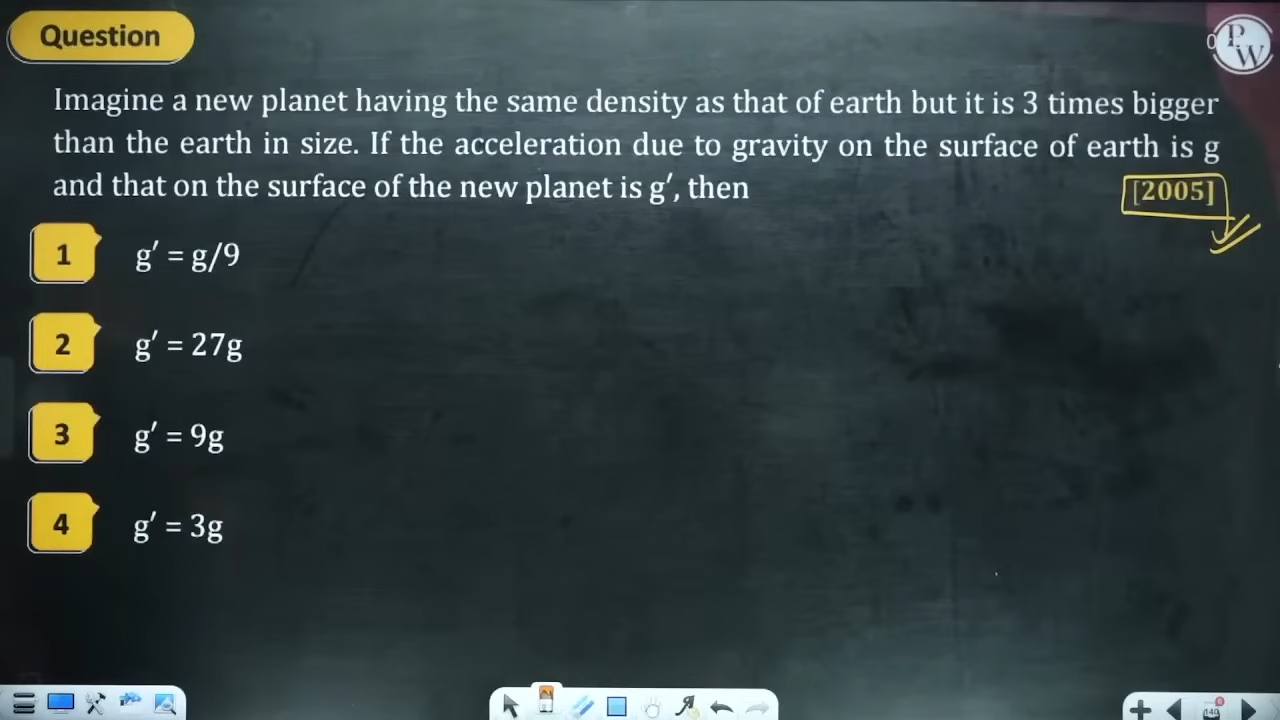 Question
PW
Imagine a new planet having the same density as that of earth but it is 3 times bigger
than the earth in size. If the acceleration due to gravity on the surface of earth is g
and that on the surface of the new planet is g′, then
[2005]
1 g′ = g/9
2 g′ = 27g
3 g′ = 9g
4 g′ = 3g